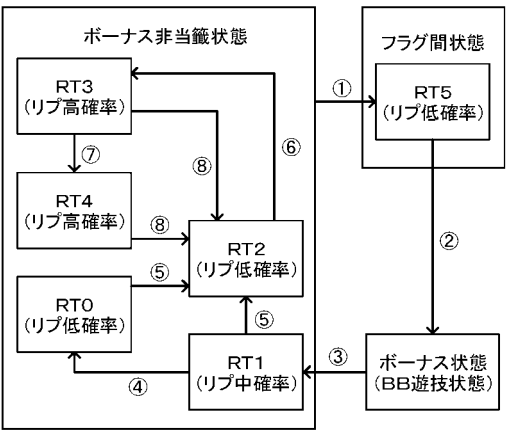 ボーナス非当籤状態
フラグ間状態
RT3
(リプ高確率)
①
RT5
(リプ低確率)
⑦
⑧
⑥
RT4
(リプ高確率)
⑧
RT2
(リプ低確率)
②
RT0
(リプ低確率)
⑤
⑤
RT1
(リプ中確率)
③
ボーナス状態
(BB遊技状態)
④